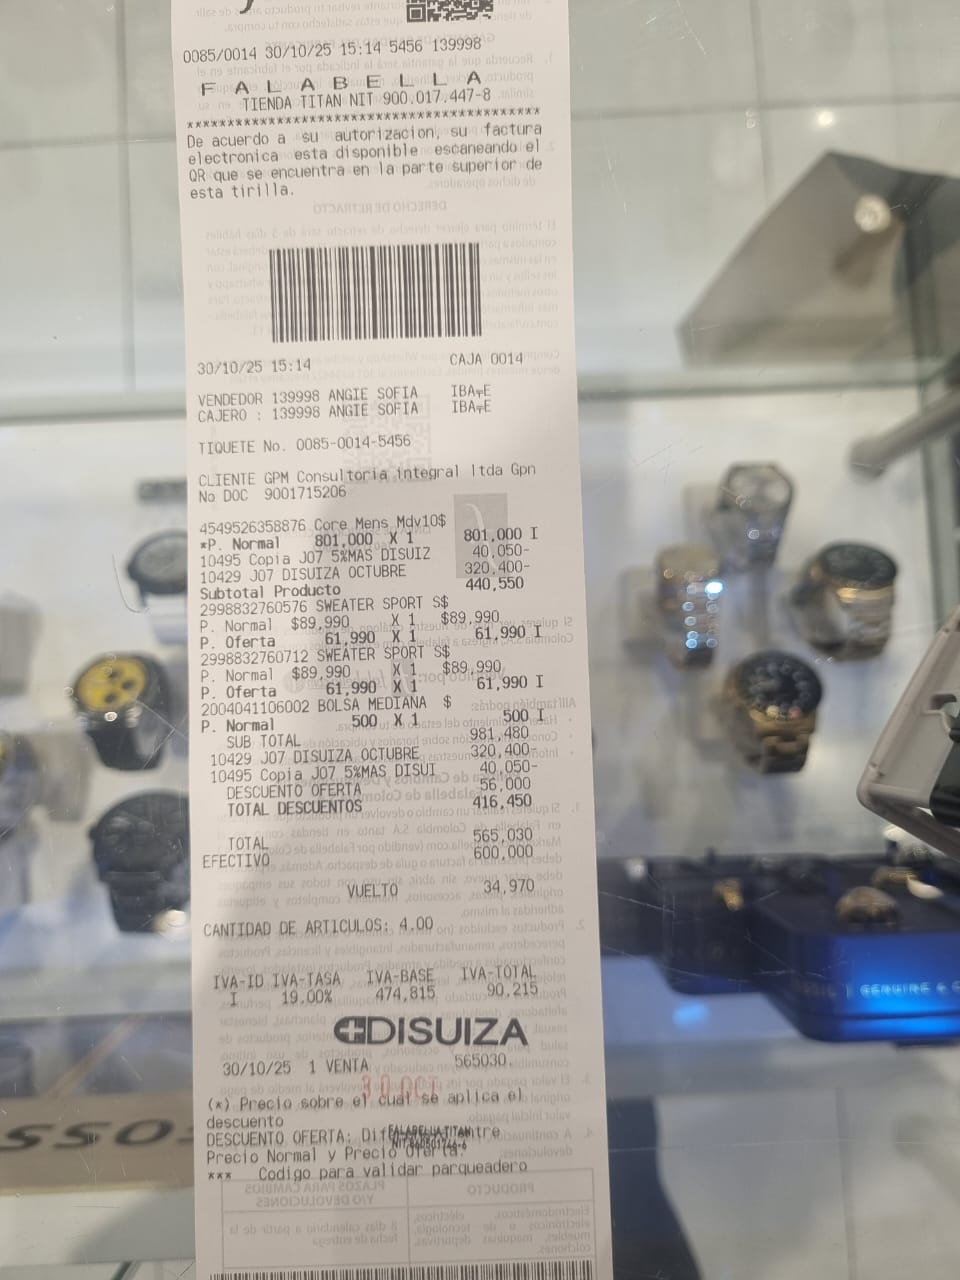 0085/0014 30/10/25 15:14 5456 139998
F A L A B E L L A
TIENDA TITAN NIT 900.017.447-8
*******************************************
De acuerdo a su autorizacion, su factura
electronica esta disponible escaneando el
QR que se encuentra en la parte superior de
esta tirilla.
30/10/25 15:14 CAJA 0014
VENDEDOR 139998 ANGIE SOFIA IBA╤E
CAJERO : 139998 ANGIE SOFIA IBA╤E
TIQUETE No. 0085-0014-5456
CLIENTE GPM Consultoria integral ltda Gpn
No DOC 9001715206
4549526358876 Core Mens Mdv10$
*P. Normal 801,000 X 1 801,000 I
10495 Copia J07 5%MAS DISUIZ 40,050-
10429 J07 DISUIZA OCTUBRE 320,400-
Subtotal Producto 440,550
2998832760576 SWEATER SPORT S$
P. Normal $89,990 X 1 $89,990
P. Oferta 61,990 X 1 61,990 I
2998832760712 SWEATER SPORT S$
P. Normal $89,990 X 1 $89,990
P. Oferta 61,990 X 1 61,990 I
2004041106002 BOLSA MEDIANA $
P. Normal 500 X 1 500 I
SUB TOTAL 981,480
10429 J07 DISUIZA OCTUBRE 320,400-
10495 Copia J07 5%MAS DISUI 40,050-
DESCUENTO OFERTA 56,000
TOTAL DESCUENTOS 416,450
TOTAL 565,030
EFECTIVO 600,000
VUELTO 34,970
CANTIDAD DE ARTICULOS: 4.00
IVA-ID IVA-TASA IVA-BASE IVA-TOTAL
I 19.00% 474,815 90,215
DISUIZA
30/10/25 1 VENTA 565030.
30 OCT
(*) Precio sobre el cual se aplica el
descuento
DESCUENTO OFERTA: Dif entre
FALABELLA TITAN
Precio Normal y Precio Oferta.
*** Codigo para validar parqueadero